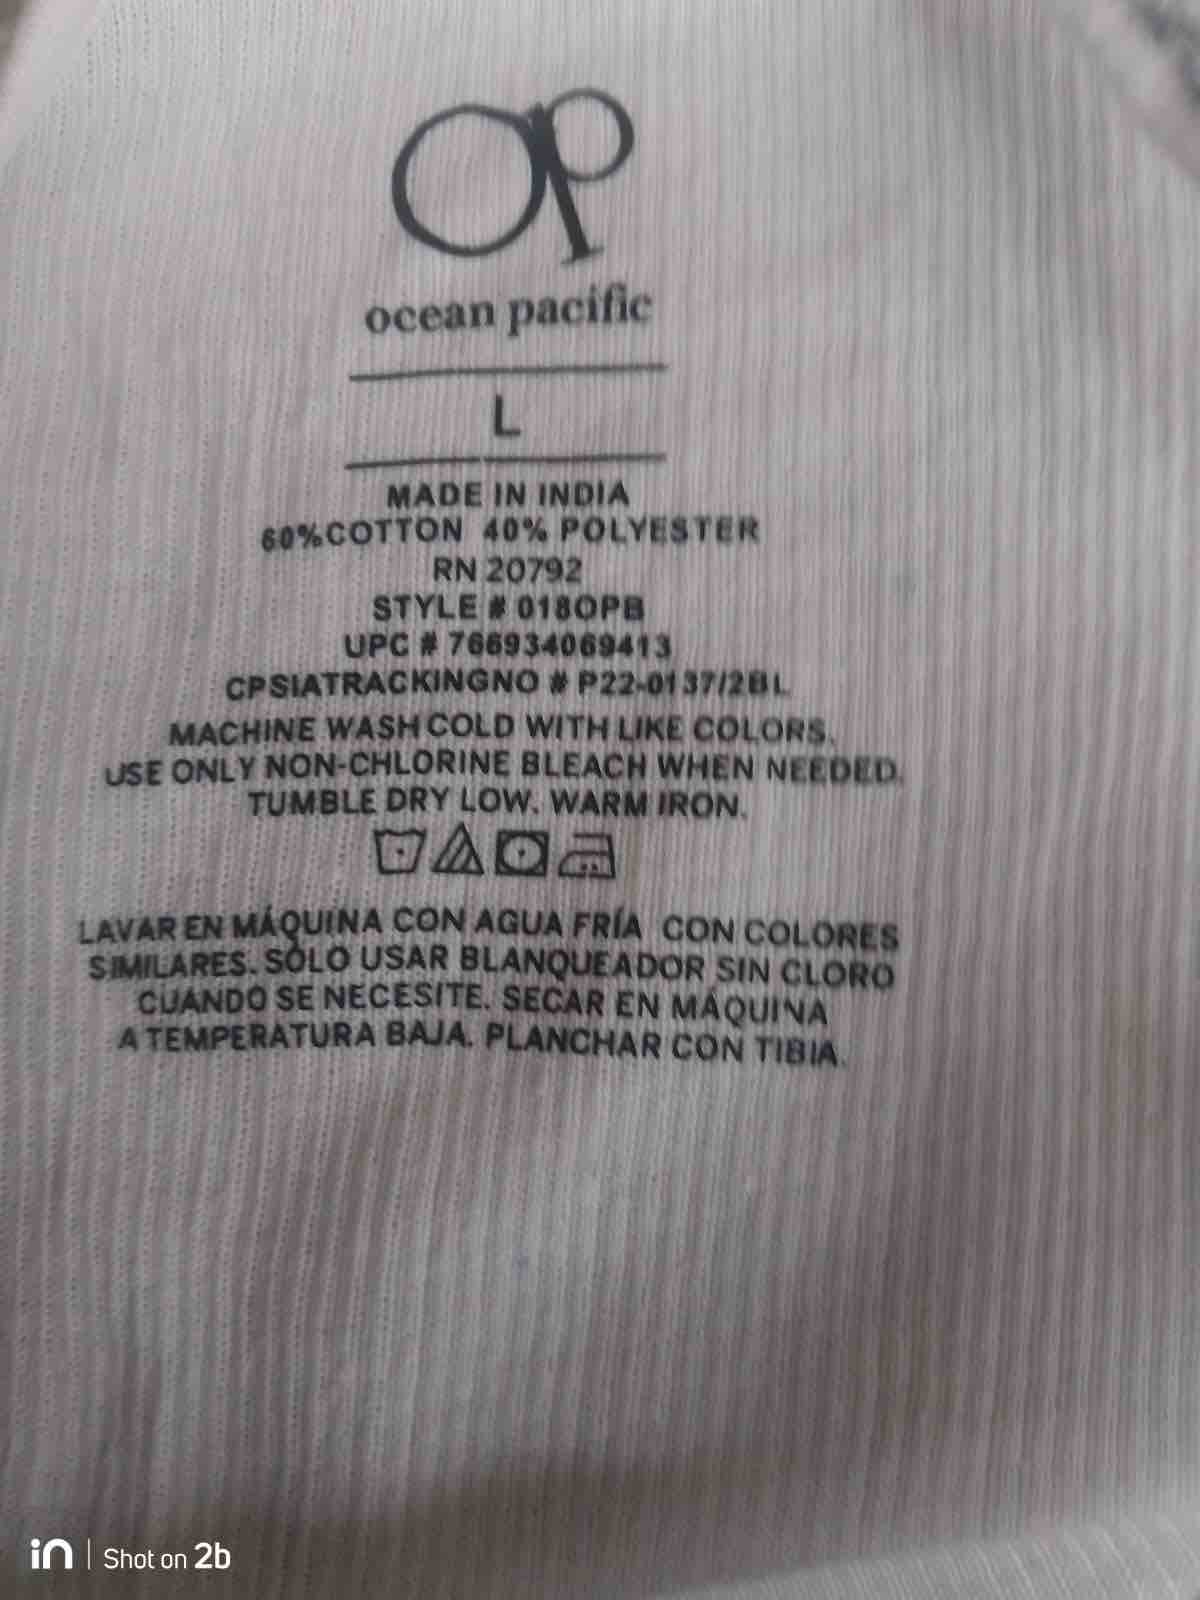 OP
ocean pacific
L
MADE IN INDIA
60%COTTON 40% POLYESTER
RN 20792
STYLE # 018OPB
UPC # 766934069413
CPSIATRACKINGNO # P22-0137/2BL
MACHINE WASH COLD WITH LIKE COLORS.
USE ONLY NON-CHLORINE BLEACH WHEN NEEDED.
TUMBLE DRY LOW. WARM IRON.
LAVAR EN MÁQUINA CON AGUA FRÍA CON COLORES
SIMILARES. SÓLO USAR BLANQUEADOR SIN CLORO
CUANDO SE NECESITE. SECAR EN MÁQUINA
A TEMPERATURA BAJA. PLANCHAR CON TIBIA.
in | Shot on 2b